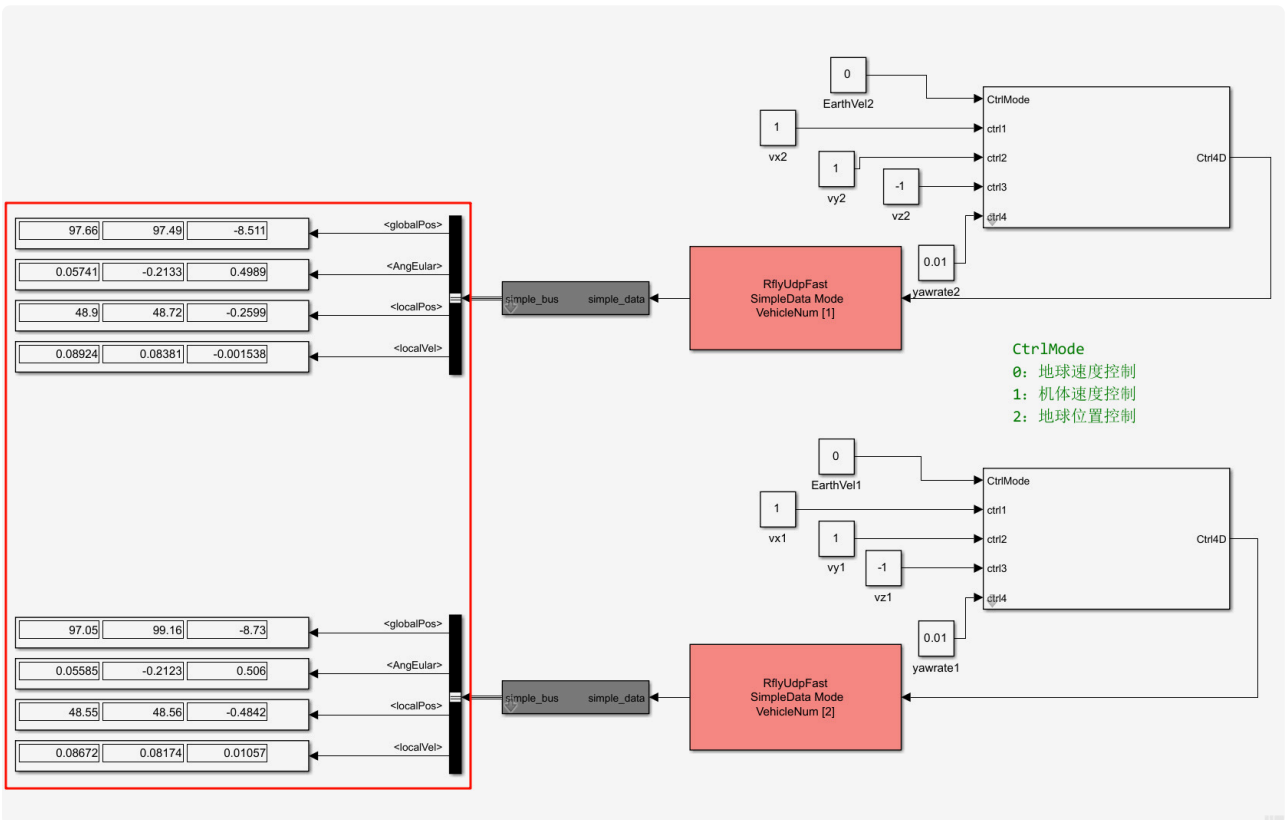 0
EarthVel2
1
vx2
1
vy2
-1
vz2
0.01
yawrate2
CtrlMode
ctrl1
ctrl2
ctrl3
ctrl4
Ctrl4D
97.66 97.49 -8.511
<globalPos>
0.05741 -0.2133 0.4989
<AngEular>
48.9 48.72 -0.2599
<localPos>
0.08924 0.08381 -0.001538
<localVel>
simple_bus simple_data
RflyUdpFast
SimpleData Mode
VehicleNum [1]
CtrlMode
0: 地球速度控制
1: 机体速度控制
2: 地球位置控制
0
EarthVel1
1
vx1
1
vy1
-1
vz1
0.01
yawrate1
CtrlMode
ctrl1
ctrl2
ctrl3
ctrl4
Ctrl4D
97.05 99.16 -8.73
<globalPos>
0.05585 -0.2123 0.506
<AngEular>
48.55 48.56 -0.4842
<localPos>
0.08672 0.08174 0.01057
<localVel>
simple_bus simple_data
RflyUdpFast
SimpleData Mode
VehicleNum [2]